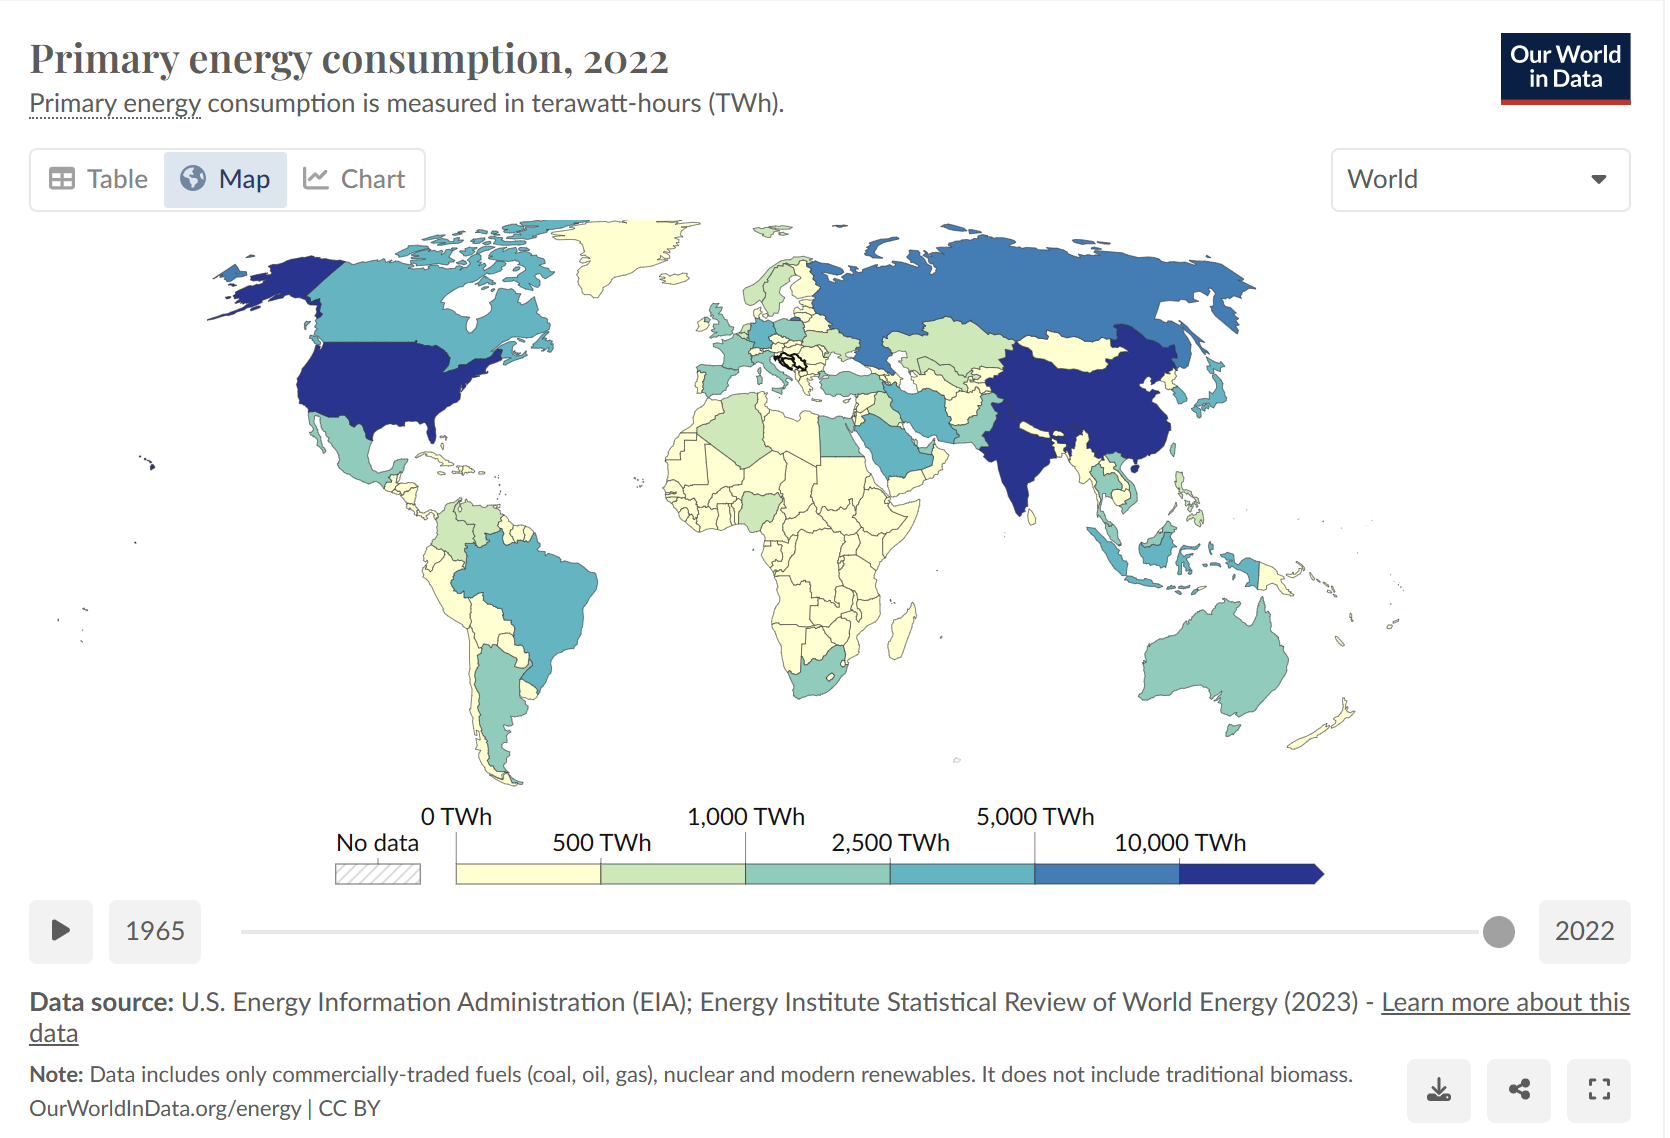 Primary energy consumption, 2022
Primary energy consumption is measured in terawatt-hours (TWh).
Our World
in Data
Table
Map
Chart
World
No data
0 TWh
500 TWh
1,000 TWh
2,500 TWh
5,000 TWh
10,000 TWh
1965
2022
Data source: U.S. Energy Information Administration (EIA); Energy Institute Statistical Review of World Energy (2023) - Learn more about this
data
Note: Data includes only commercially-traded fuels (coal, oil, gas), nuclear and modern renewables. It does not include traditional biomass.
OurWorldInData.org/energy | CC BY